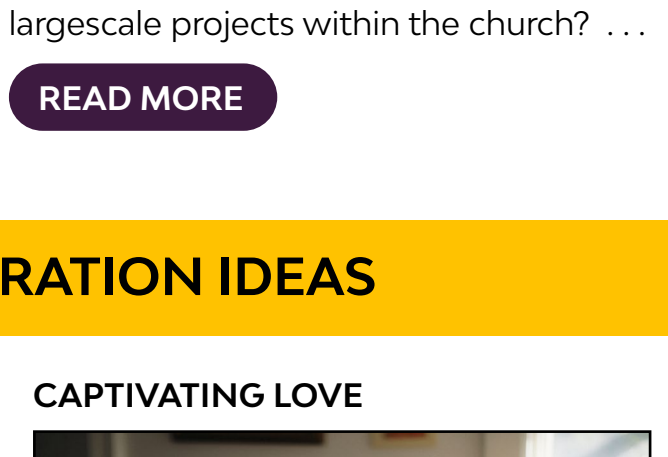 largescale projects within the church? ...
READ MORE
RATION IDEAS
CAPTIVATING LOVE